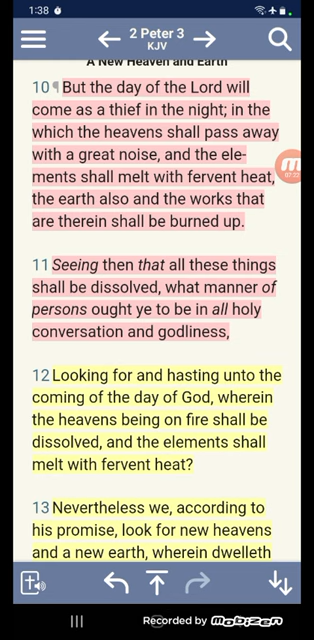 1:38
2 Peter 3
KJV
A New Heaven and Earth
10 ¶ But the day of the Lord will
come as a thief in the night; in the
which the heavens shall pass away
with a great noise, and the ele-
ments shall melt with fervent heat,
the earth also and the works that
are therein shall be burned up.
11 Seeing then that all these things
shall be dissolved, what manner of
persons ought ye to be in all holy
conversation and godliness,
12 Looking for and hasting unto the
coming of the day of God, wherein
the heavens being on fire shall be
dissolved, and the elements shall
melt with fervent heat?
13 Nevertheless we, according to
his promise, look for new heavens
and a new earth, wherein dwelleth
Recorded by mobizen